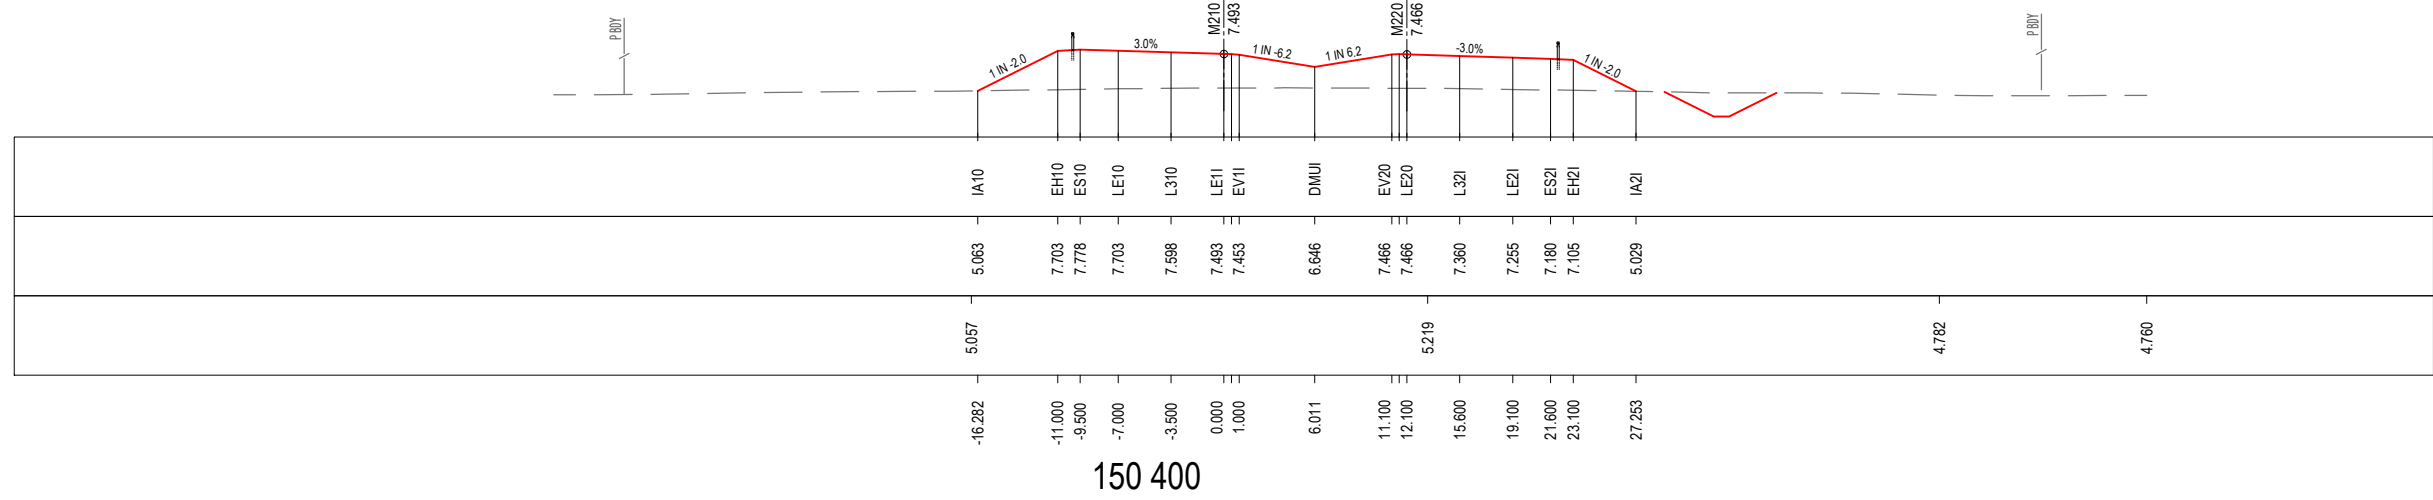 P BDY
M210
7.493
M220
7.466
P BDY
1 IN -2.0
3.0%
1 IN -6.2
1 IN 6.2
-3.0%
1 IN -2.0
IA10 EH10 ES10 LE10 L310 LE1I EV1I DMUI EV20 LE20 L32I LE2I ES2I EH2I IA2I
5.063 7.703 7.778 7.703 7.598 7.493 7.453 6.646 7.466 7.466 7.360 7.255 7.180 7.105 5.029
5.057 5.219 4.782 4.760
-16.282 -11.000 -9.500 -7.000 -3.500 0.000 1.000 6.011 11.100 12.100 15.600 19.100 21.600 23.100 27.253
150 400